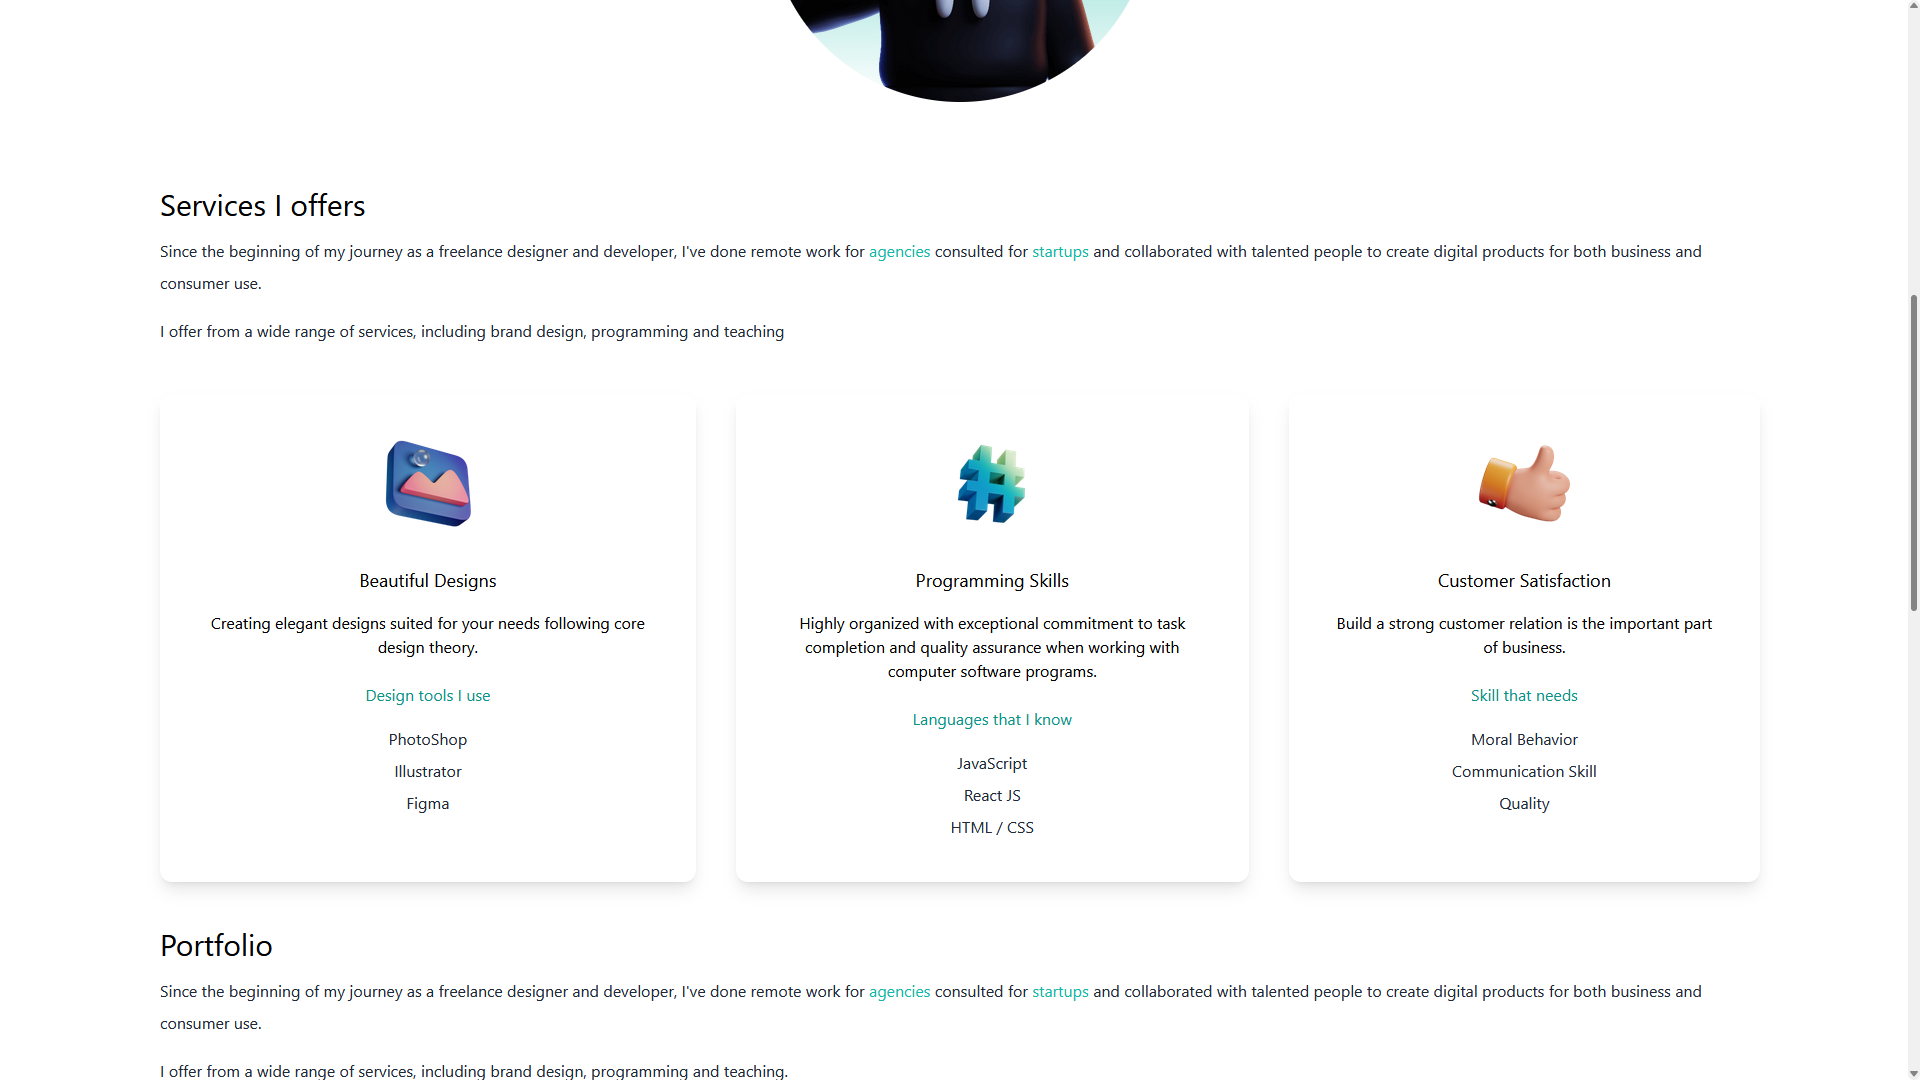 Services I offers
Since the beginning of my journey as a freelance designer and developer, I've done remote work for agencies consulted for startups and collaborated with talented people to create digital products for both business and
consumer use.
I offer from a wide range of services, including brand design, programming and teaching
Beautiful Designs
Creating elegant designs suited for your needs following core
design theory.
Design tools I use
PhotoShop
Illustrator
Figma
Programming Skills
Highly organized with exceptional commitment to task
completion and quality assurance when working with
computer software programs.
Languages that I know
JavaScript
React JS
HTML / CSS
Customer Satisfaction
Build a strong customer relation is the important part
of business.
Skill that needs
Moral Behavior
Communication Skill
Quality
Portfolio
Since the beginning of my journey as a freelance designer and developer, I've done remote work for agencies consulted for startups and collaborated with talented people to create digital products for both business and
consumer use.
I offer from a wide range of services, including brand design, programming and teaching.